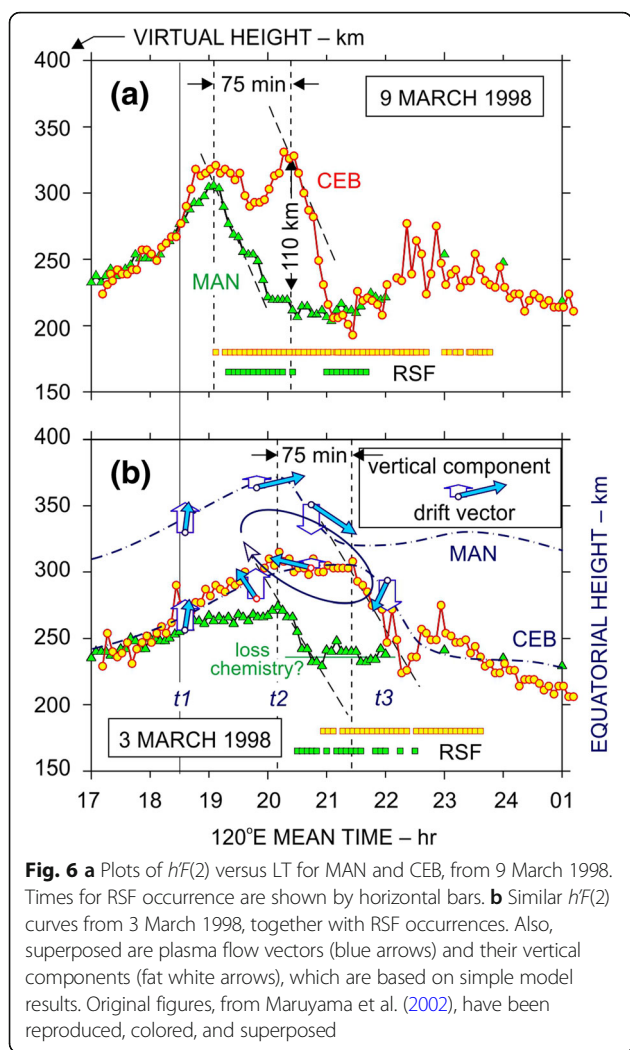 VIRTUAL HEIGHT – km
400
350
300
250
200
150
(a)
75 min
9 MARCH 1998
CEB
110 km
MAN
RSF
400
350
300
250
200
150
(b)
75 min
vertical component
drift vector
MAN
CEB
loss
chemistry?
t1
t2
t3
3 MARCH 1998
RSF
EQUATORIAL HEIGHT – km
17 18 19 20 21 22 23 24 01
120°E MEAN TIME – hr
Fig. 6 a Plots of h'F(2) versus LT for MAN and CEB, from 9 March 1998.
Times for RSF occurrence are shown by horizontal bars. b Similar h'F(2)
curves from 3 March 1998, together with RSF occurrences. Also,
superposed are plasma flow vectors (blue arrows) and their vertical
components (fat white arrows), which are based on simple model
results. Original figures, from Maruyama et al. (2002), have been
reproduced, colored, and superposed